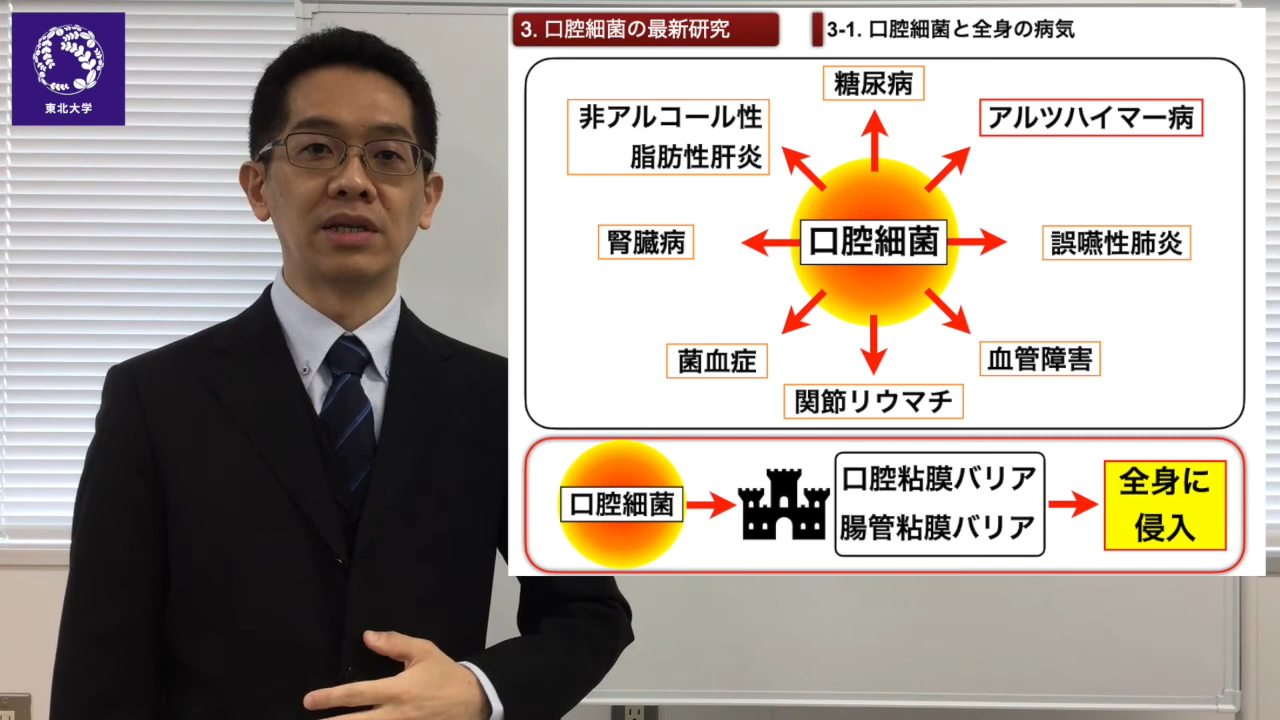 東北大学
3. 口腔細菌の最新研究
3-1. 口腔細菌と全身の病気
糖尿病
非アルコール性
脂肪性肝炎
アルツハイマー病
腎臓病
口腔細菌
誤嚥性肺炎
菌血症
血管障害
関節リウマチ
口腔細菌
口腔粘膜バリア
腸管粘膜バリア
全身に
侵入